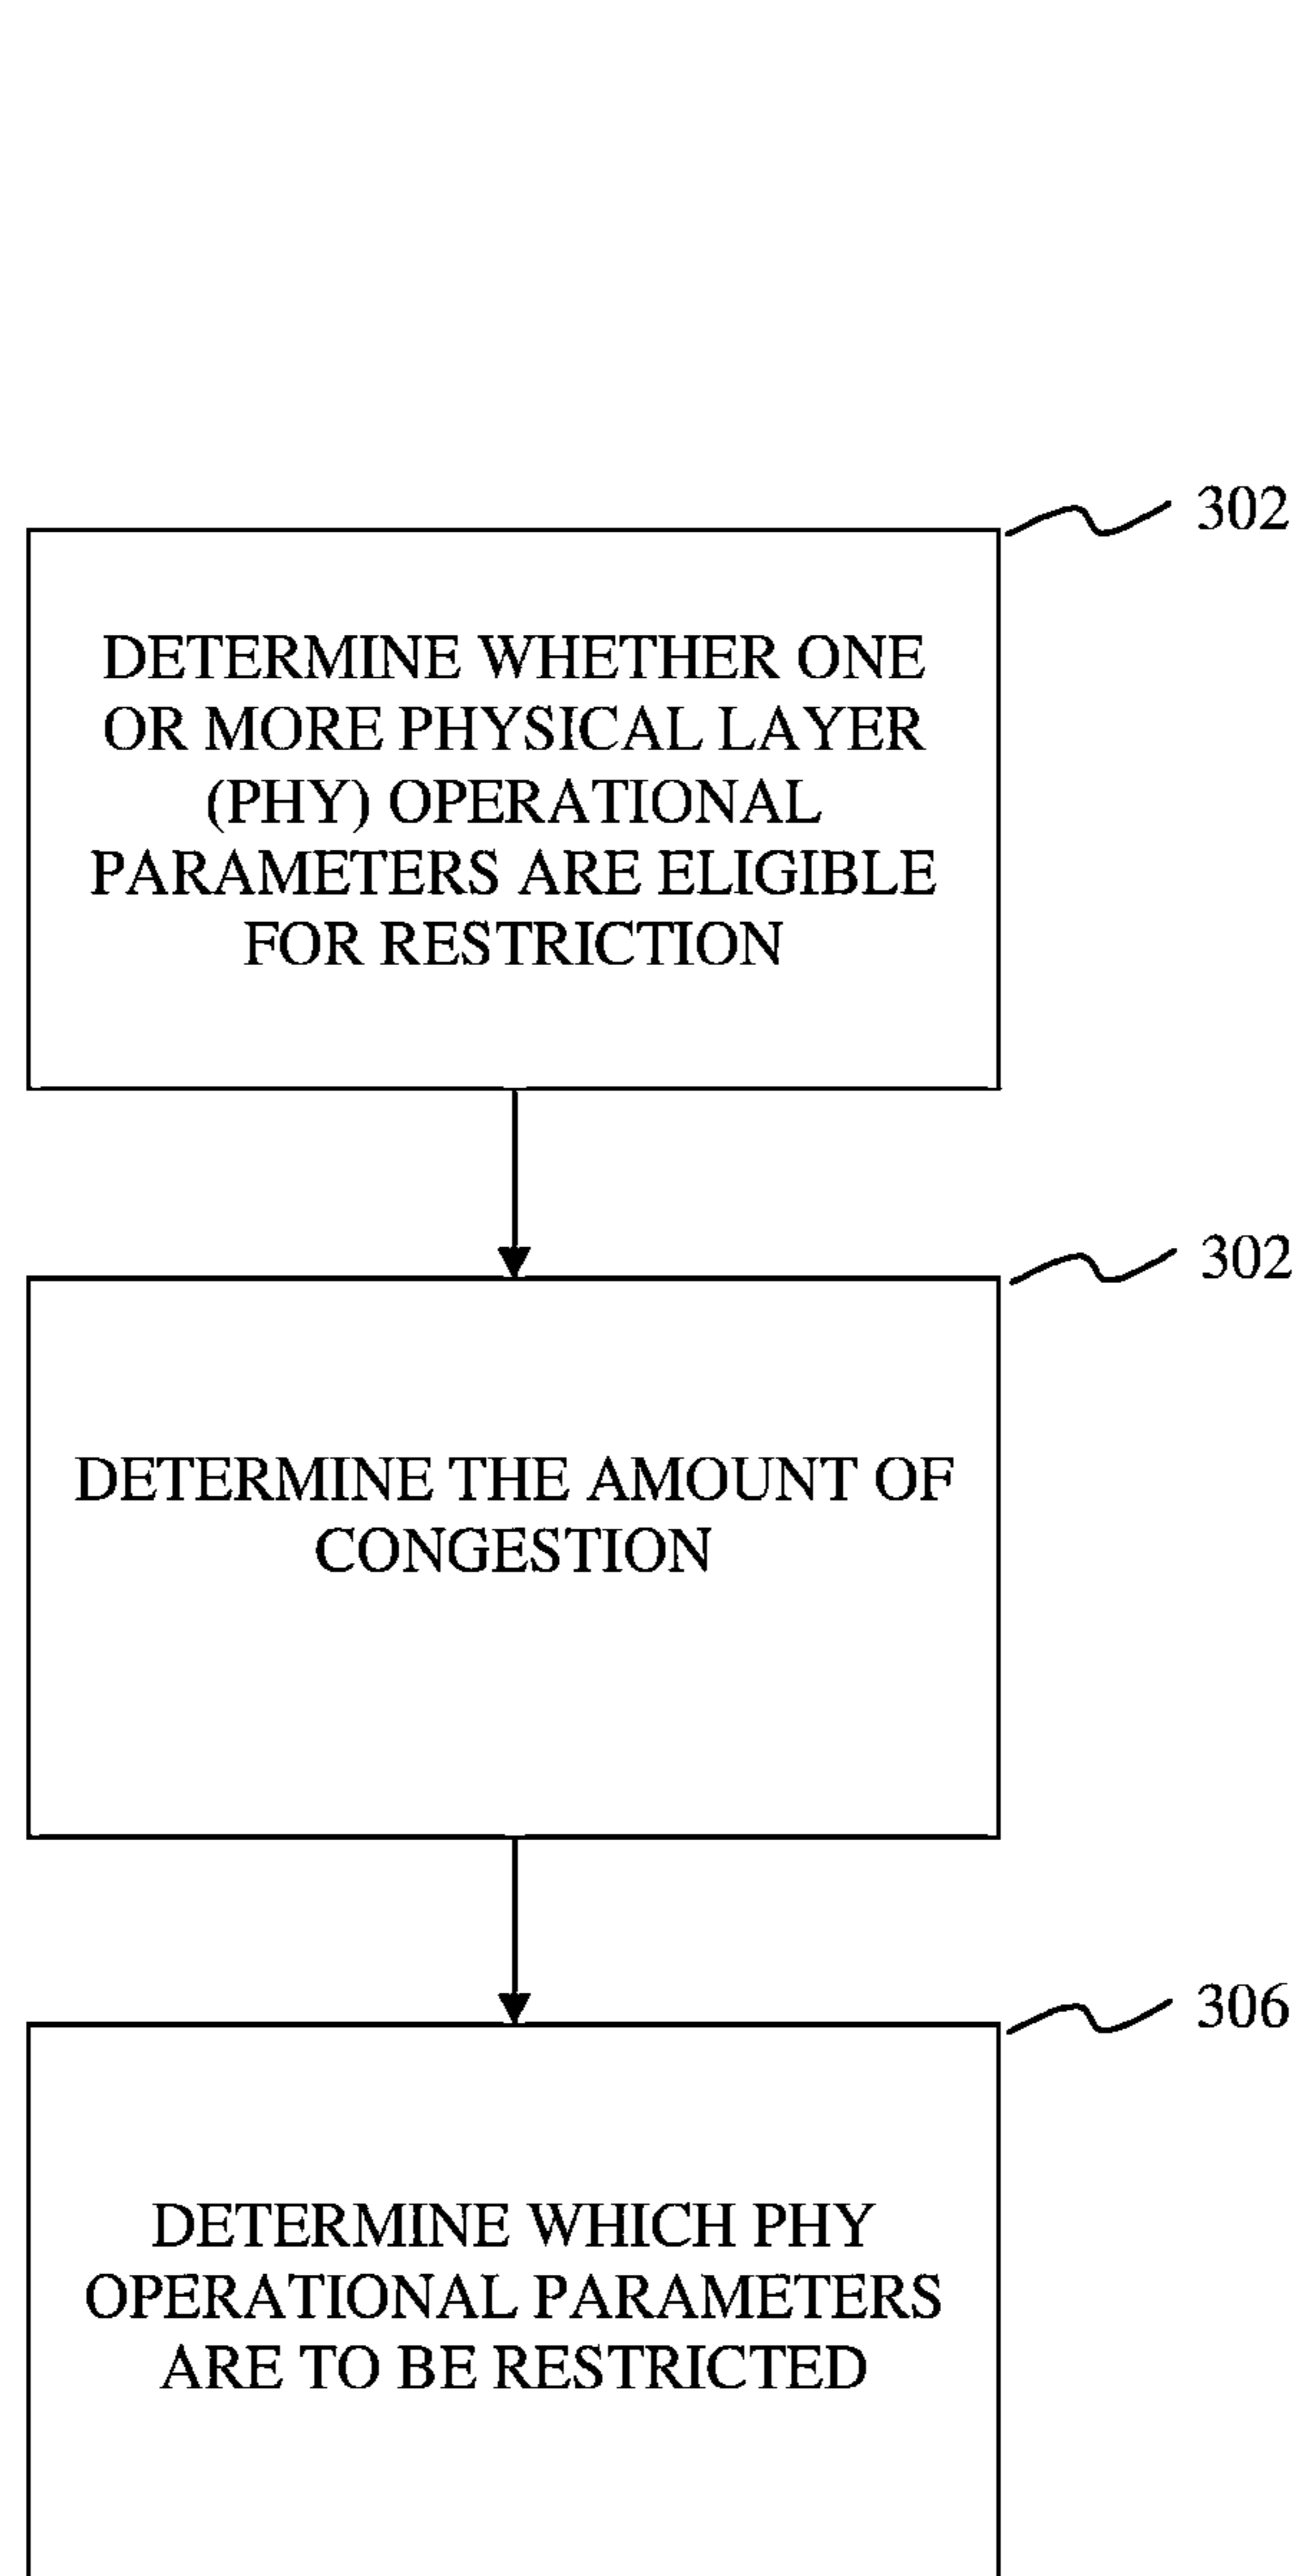 302
DETERMINE WHETHER ONE
OR MORE PHYSICAL LAYER
(PHY) OPERATIONAL
PARAMETERS ARE ELIGIBLE
FOR RESTRICTION
302
DETERMINE THE AMOUNT OF
CONGESTION
306
DETERMINE WHICH PHY
OPERATIONAL PARAMETERS
ARE TO BE RESTRICTED